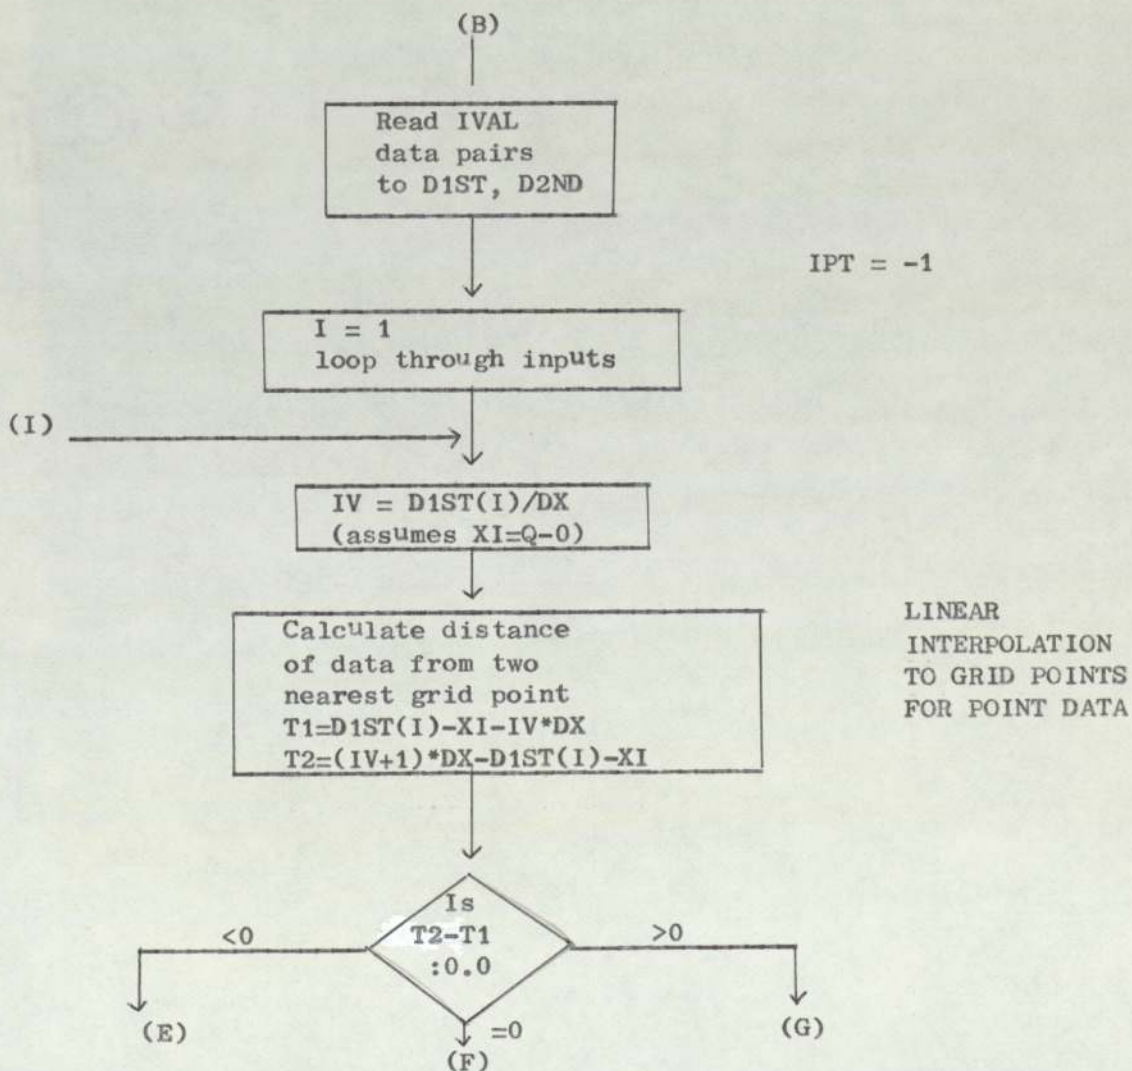 (B)
Read IVAL
data pairs
to D1ST, D2ND
IPT = -1
I = 1
loop through inputs
(I)
IV = D1ST(I)/DX
(assumes XI=Q-0)
Calculate distance
of data from two
nearest grid point
T1=D1ST(I)-XI-IV*DX
T2=(IV+1)*DX-D1ST(I)-XI
LINEAR
INTERPOLATION
TO GRID POINTS
FOR POINT DATA
Is
T2-T1
:0.0
<0
>0
=0
(E)
(F)
(G)